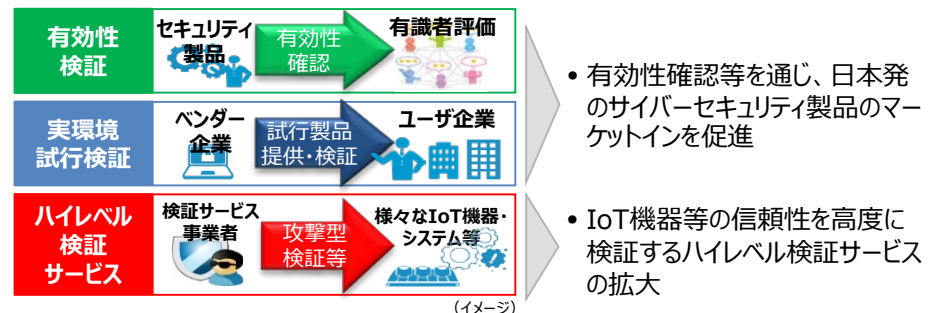 有効性
検証
セキュリティ
製品
有効性
確認
有識者評価
実環境
試行検証
ベンダー
企業
試行製品
提供・検証
ユーザ企業
ハイレベル
検証
サービス
検証サービス
事業者
攻撃型
検証等
様々なIoT機器・
システム等
(イメージ)
• 有効性確認等を通じ、日本発
のサイバーセキュリティ製品のマー
ケットインを促進
• IoT機器等の信頼性を高度に
検証するハイレベル検証サービス
の拡大